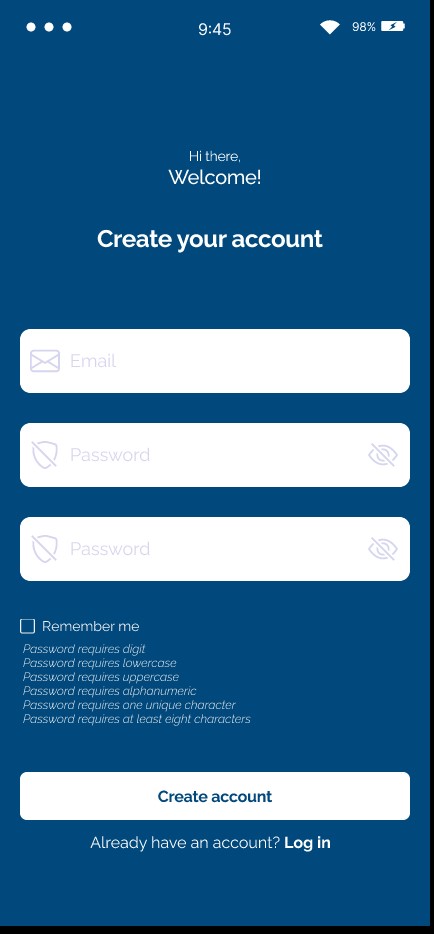 9:45
98%
Hi there,
Welcome!
Create your account
Email
Password
Password
Remember me
Password requires digit
Password requires lowercase
Password requires uppercase
Password requires alphanumeric
Password requires one unique character
Password requires at least eight characters
Create account
Already have an account? Log in